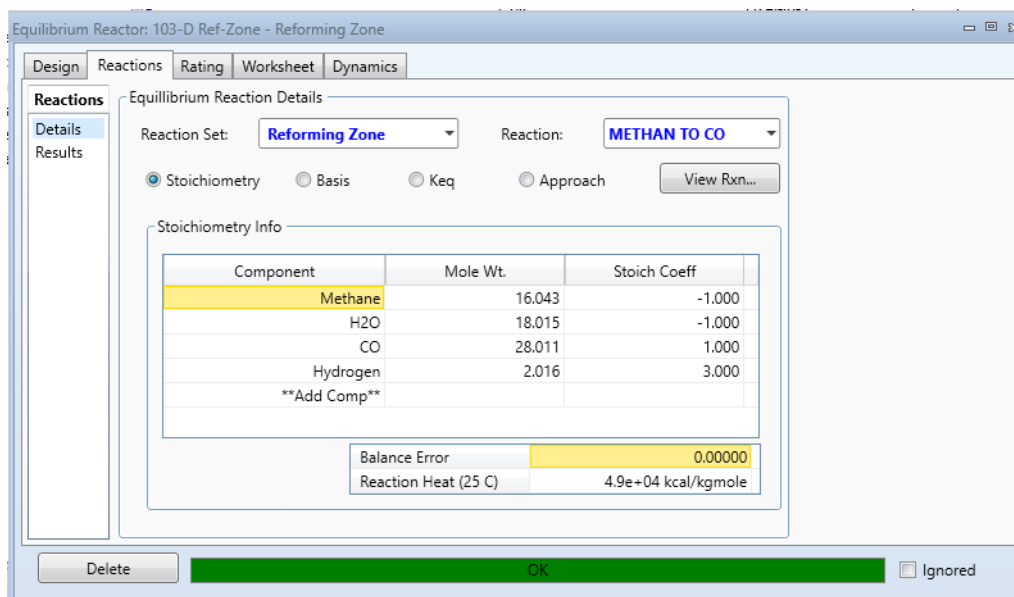 Equilibrium Reactor: 103-D Ref-Zone - Reforming Zone
Design Reactions Rating Worksheet Dynamics
Reactions
Details
Results
Equillibrium Reaction Details
Reaction Set: Reforming Zone Reaction: METHAN TO CO
Stoichiometry Basis Keq Approach View Rxn...
Stoichiometry Info
Component Mole Wt. Stoich Coeff
Methane 16.043 -1.000
H2O 18.015 -1.000
CO 28.011 1.000
Hydrogen 2.016 3.000
**Add Comp**
Balance Error 0.00000
Reaction Heat (25 C) 4.9e+04 kcal/kgmole
Delete OK Ignored